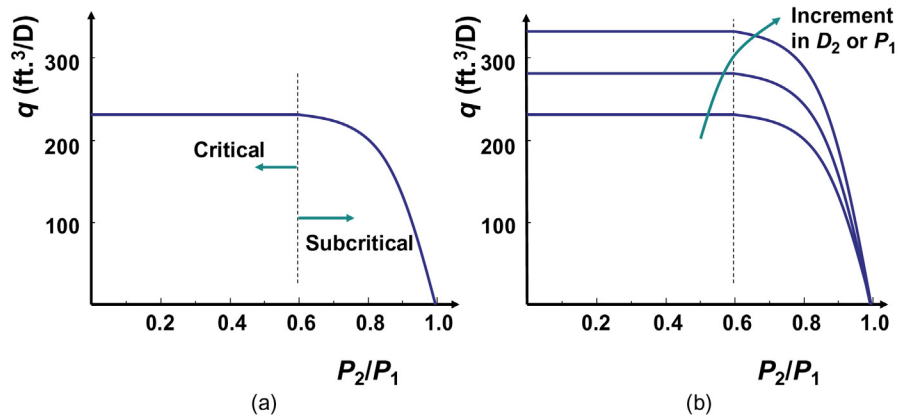 q (ft.³/D)
300
200
100
Critical
Subcritical
0.2 0.4 0.6 0.8 1.0
P₂/P₁
(a)
q (ft.³/D)
300
200
100
Increment
in D₂ or P₁
0.2 0.4 0.6 0.8 1.0
P₂/P₁
(b)